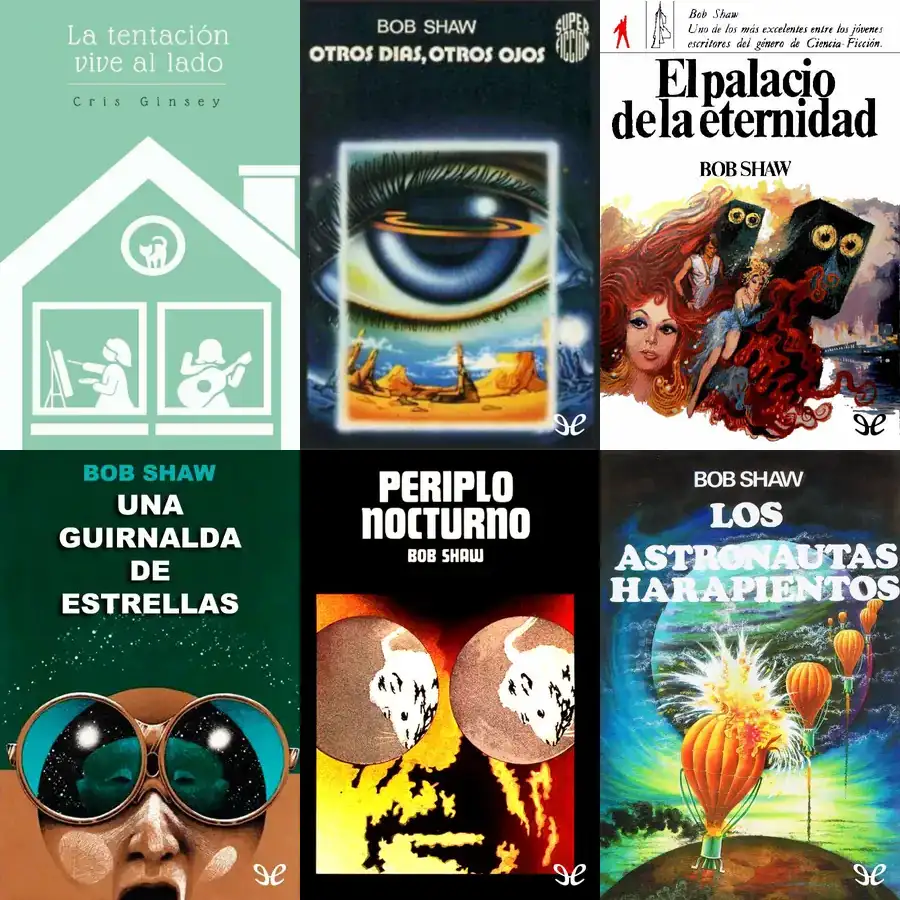 La tentación
vive al lado
Cris Ginsey
BOB SHAW
OTROS DIAS, OTROS OJOS
SUPER
FICCION
Bob Shaw
Uno de los más excelentes entre los jóvenes
escritores del género de Ciencia-Ficción.
El palacio
de la eternidad
BOB SHAW
BOB SHAW
UNA
GUIRNALDA
DE
ESTRELLAS
PERIPLO
NOCTURNO
BOB SHAW
BOB SHAW
LOS
ASTRONAUTAS
HARAPIENTOS